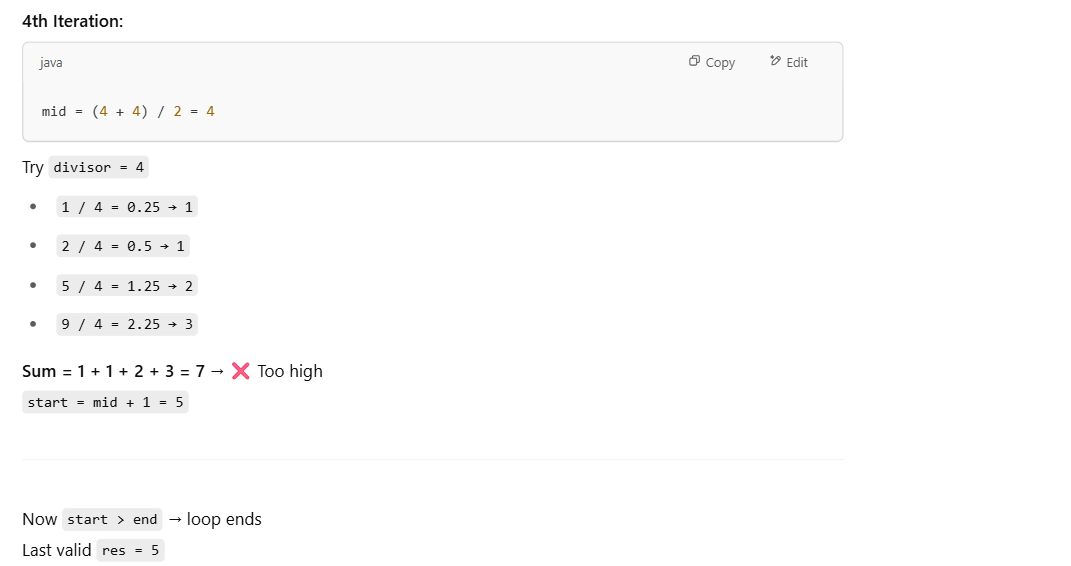 4th Iteration:
java Copy Edit
mid = (4 + 4) / 2 = 4
Try divisor = 4
• 1 / 4 = 0.25 → 1
• 2 / 4 = 0.5 → 1
• 5 / 4 = 1.25 → 2
• 9 / 4 = 2.25 → 3
Sum = 1 + 1 + 2 + 3 = 7 → ❌ Too high
start = mid + 1 = 5
Now start > end → loop ends
Last valid res = 5